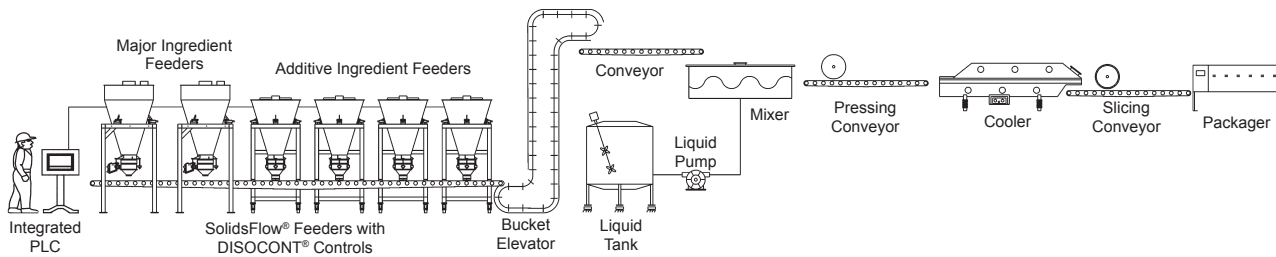 Major Ingredient
Feeders
Additive Ingredient Feeders
Conveyor
Mixer
Pressing
Conveyor
Cooler
Slicing
Conveyor
Packager
Liquid
Pump
Integrated
PLC
SolidsFlow® Feeders with
DISOCONT® Controls
Bucket
Elevator
Liquid
Tank